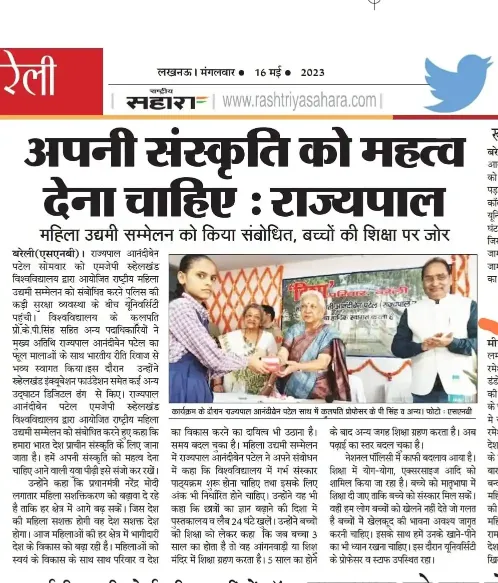 रेली
लखनऊ । मंगलवार • 16 मई • 2023
राष्ट्रीय
सहारा | www.rashtriyasahara.com |
अपनी संस्कृति को महत्व
देना चाहिए : राज्यपाल
महिला उद्यमी सम्मेलन को किया संबोधित, बच्चों की शिक्षा पर जोर
बरेली (एसएनबी)। राज्यपाल आनंदीबेन
पटेल सोमवार को एमजेपी रुहेलखंड
विश्वविद्यालय द्वारा आयोजित राष्ट्रीय महिला
उद्यमी सम्मेलन को संबोधित करने पुलिस की
कड़ी सुरक्षा व्यवस्था के बीच यूनिवर्सिटी
पहुंची। विश्वविद्यालय के कुलपति
प्रो.के.पी.सिंह सहित अन्य पदाधिकारियों ने
मुख्य अतिथि राज्यपाल आनंदीबेन पटेल का
फूल मालाओं के साथ भारतीय रीति रिवाज से
भव्य स्वागत किया।इस दौरान उन्होंने
रुहेलखंड इंक्यूबेशन फाउंडेशन समेत कई अन्य
उद्घाटन डिजिटल ढंग से किए। राज्यपाल
आनंदीबेन पटेल ने राष्ट्रीय महिला
उद्यमी सम्मेलन को संबोधित करते हुए कहा कि
हमारा भारत देश प्राचीन संस्कृति के लिए जाना
जाता है। हमें अपनी संस्कृति को महत्व देना
चाहिए आने वाली युवा पीढ़ी इसे संजो कर रखें।
उन्होंने कहा कि प्रधानमंत्री नरेंद्र मोदी
लगातार महिला सशक्तिकरण को बढ़ावा दे रहे
है ताकि हर क्षेत्र में आगे बढ़ सकें। जिस देश
की महिला सशक्त होगी वह देश सशक्त देश
होगा। आज महिलाओं की हर क्षेत्र में भागीदारी
देश के विकास को बढ़ा रही है। महिलाओं को
स्वयं के विकास के साथ साथ परिवार व देश
कार्यक्रम के दौरान राज्यपाल आनंदीबेन पटेल साथ में कुलपति प्रोफेसर के पी सिंह व अन्य। फोटो : एसएनबी
का विकास करने का दायित्व भी उठाना है।
समय बदल चुका है। महिला उद्यमी सम्मेलन
में राज्यपाल आनंदीबेन पटेल ने अपने संबोधन
में कहा कि विश्वविद्यालय में गर्भ संस्कार
पाठ्यक्रम शुरू होना चाहिए तथा इसके लिए
अंक भी निर्धारित होने चाहिए। उन्होंने यह भी
कहा कि छात्रों का ज्ञान बढ़ाने की दिशा में
पुस्तकालय व लैब 24 घंटे खुलें। उन्होंने बच्चों
की शिक्षा को लेकर कहा कि जब बच्चा 3
साल का होता है तो वह आंगनवाड़ी या शिशु
मंदिर में शिक्षा ग्रहण करता है। 5 साल का होने
के बाद अन्य जगह शिक्षा ग्रहण करता है। अब
पढ़ाई का स्तर बदल चुका है।
नेशनल पॉलिसी में काफी बदलाव आया है।
शिक्षा में योग-योगा, एक्सरसाइज आदि को
शामिल किया जा रहा है। बच्चे को मातृभाषा में
शिक्षा दी जाए ताकि बच्चे को संस्कार मिल सकें।
वही हम लोग बच्चों को खेलने नही देते जो गलत
है बच्चों में खेलकूद की भावना अवश्य जागृत
करनी चाहिए। इसके साथ हमें उनके खाने-पीने
का भी ध्यान रखना चाहिए। इस दौरान यूनिवर्सिटी
के प्रोफेसर व स्टाफ उपस्थित रहा।